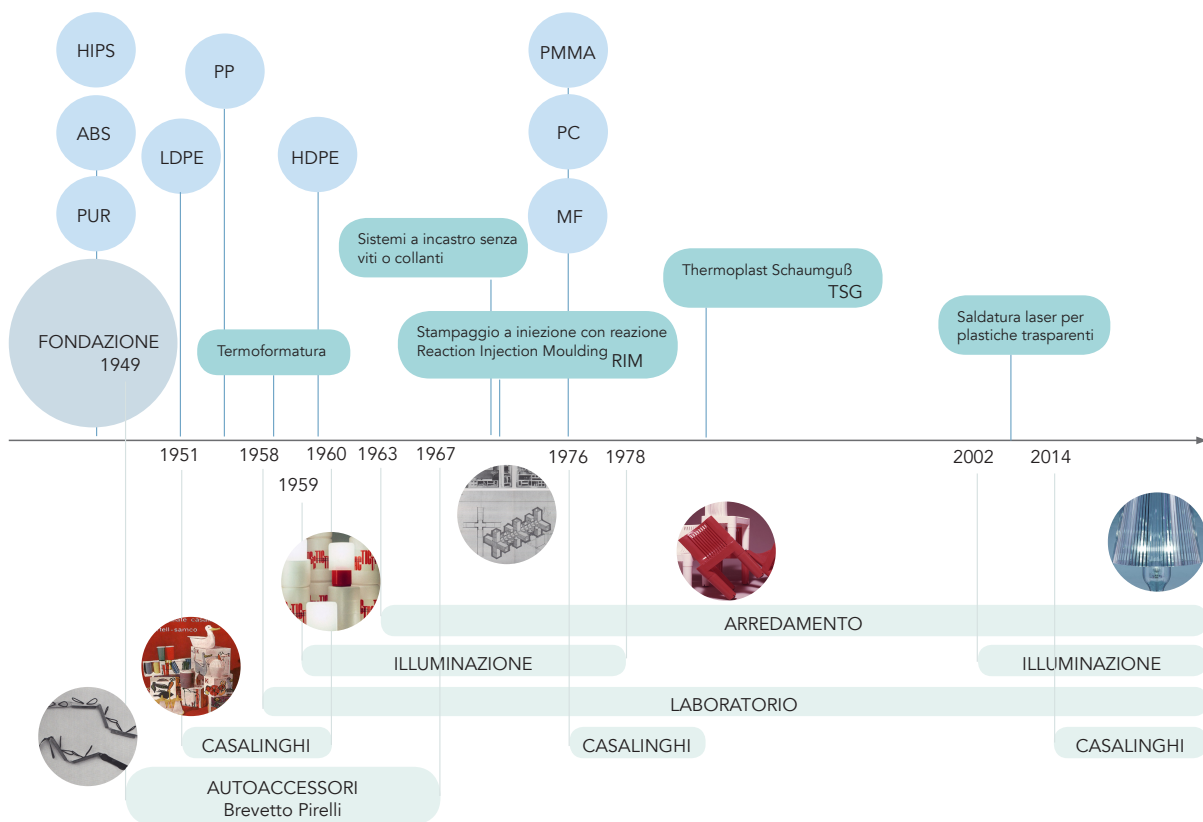 HIPS
PP
PMMA
ABS
PC
LDPE
HDPE
PUR
MF
Sistemi a incastro senza
viti o collanti
Thermoplast Schaumguß
TSG
FONDAZIONE
1949
Termoformatura
Stampaggio a iniezione con reazione
Reaction Injection Moulding RIM
Saldatura laser per
plastiche trasparenti
1951
1958
1959
1960
1963
1967
1976
1978
2002
2014
ARREDAMENTO
ILLUMINAZIONE
ILLUMINAZIONE
LABORATORIO
CASALINGHI
CASALINGHI
CASALINGHI
AUTOACCESSORI
Brevetto Pirelli